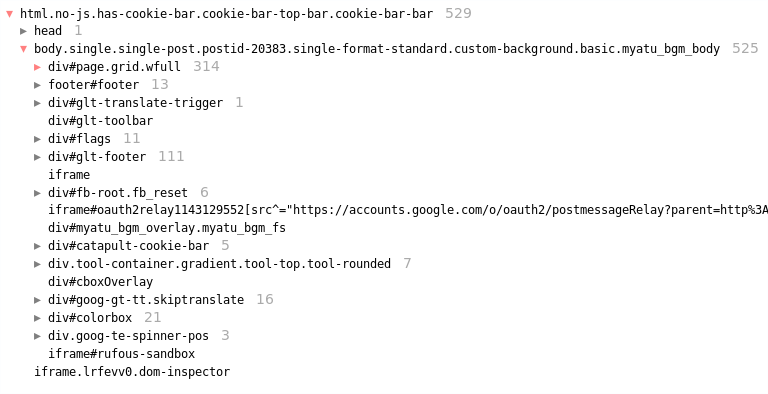 ▼ html.no-js.has-cookie-bar.cookie-bar-top-bar.cookie-bar-bar 529
▶ head 1
▼ body.single.single-post.postid-20383.single-format-standard.custom-background.basic.myatu_bgm_body 525
▶ div#page.grid.wfull 314
▶ footer#footer 13
▶ div#glt-translate-trigger 1
div#glt-toolbar
▶ div#flags 11
▶ div#glt-footer 111
iframe
▶ div#fb-root.fb_reset 6
iframe#oauth2relay1143129552[src^="https://accounts.google.com/o/oauth2/postmessageRelay?parent=http%3A
div#myatu_bgm_overlay.myatu_bgm_fs
▶ div#catapult-cookie-bar 5
▶ div.tool-container.gradient.tool-top.tool-rounded 7
div#cboxOverlay
▶ div#goog-gt-tt.skiptranslate 16
▶ div#colorbox 21
▶ div.goog-te-spinner-pos 3
iframe#rufous-sandbox
iframe.lrfevv0.dom-inspector